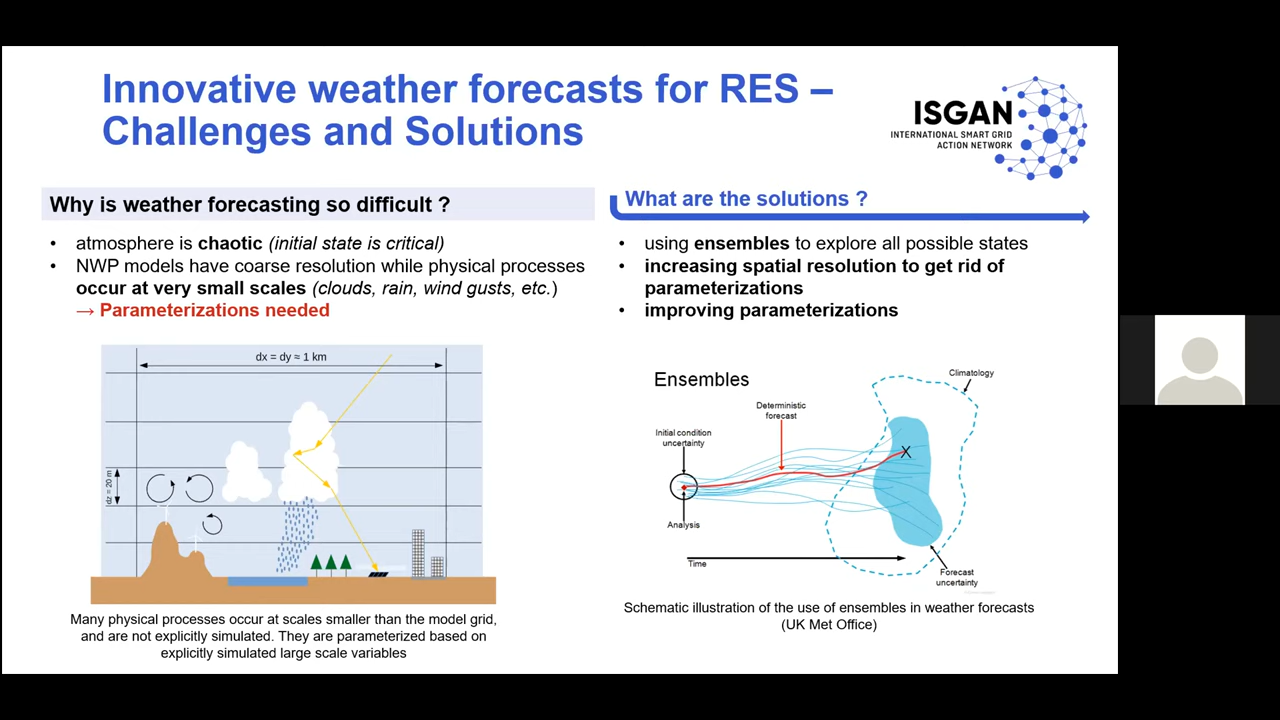 Innovative weather forecasts for RES –
Challenges and Solutions
ISGAN
INTERNATIONAL SMART GRID
ACTION NETWORK
Why is weather forecasting so difficult ?
• atmosphere is chaotic (initial state is critical)
• NWP models have coarse resolution while physical processes
occur at very small scales (clouds, rain, wind gusts, etc.)
→ Parameterizations needed
dx = dy ≈ 1 km
dz ≈ 20 m
Many physical processes occur at scales smaller than the model grid,
and are not explicitly simulated. They are parameterized based on
explicitly simulated large scale variables
What are the solutions ?
• using ensembles to explore all possible states
• increasing spatial resolution to get rid of
parameterizations
• improving parameterizations
Ensembles
Climatology
Deterministic
forecast
Initial condition
uncertainty
X
Analysis
Time
Forecast
uncertainty
Schematic illustration of the use of ensembles in weather forecasts
(UK Met Office)